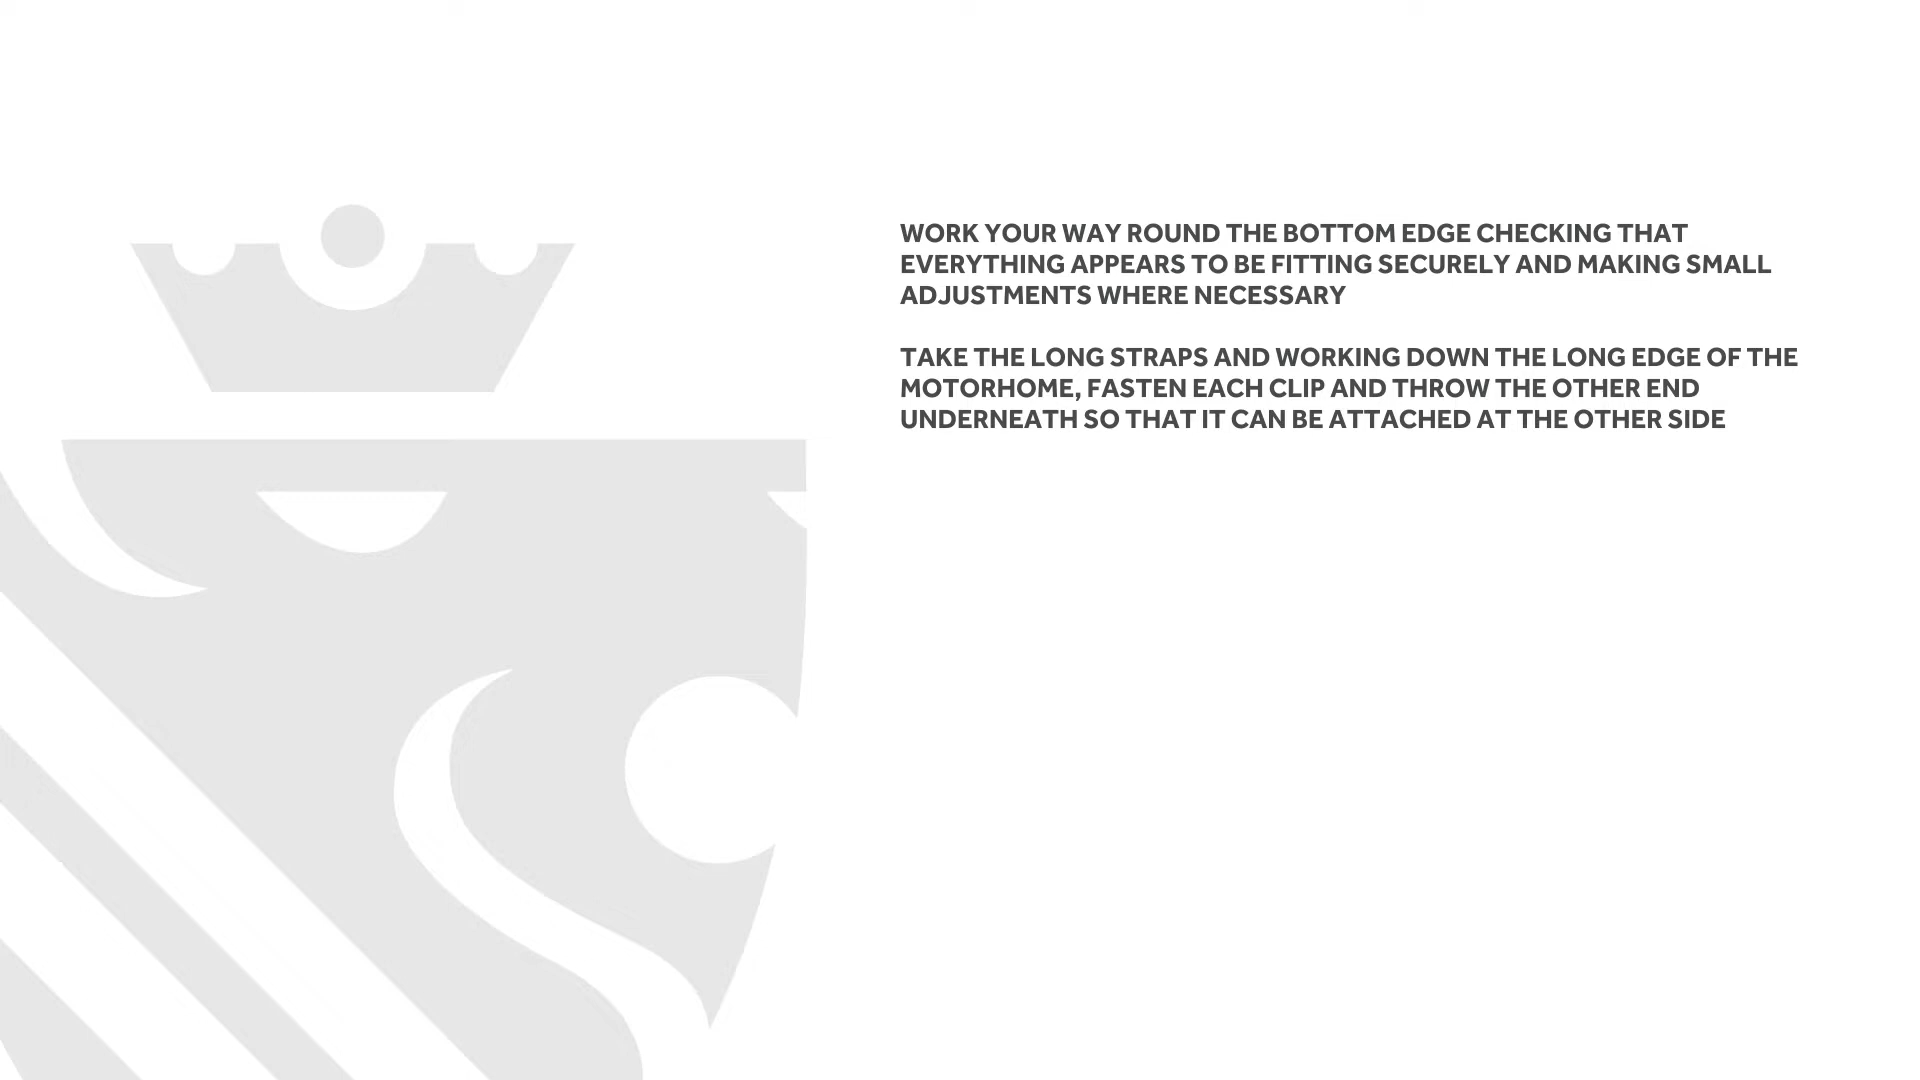 WORK YOUR WAY ROUND THE BOTTOM EDGE CHECKING THAT
EVERYTHING APPEARS TO BE FITTING SECURELY AND MAKING SMALL
ADJUSTMENTS WHERE NECESSARY
TAKE THE LONG STRAPS AND WORKING DOWN THE LONG EDGE OF THE
MOTORHOME, FASTEN EACH CLIP AND THROW THE OTHER END
UNDERNEATH SO THAT IT CAN BE ATTACHED AT THE OTHER SIDE